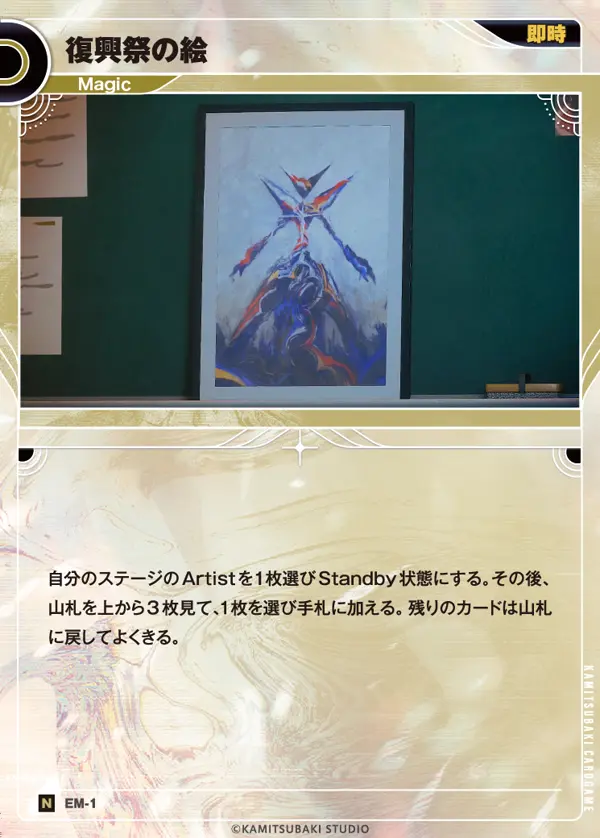 復興祭の絵
即時
Magic
自分のステージのArtistを1枚選びStandby状態にする。その後、
山札を上から3枚見て、1枚を選び手札に加える。残りのカードは山札
に戻してよくきる。
KAMITSUBAKI CARDGAME
N EM-1
©KAMITSUBAKI STUDIO